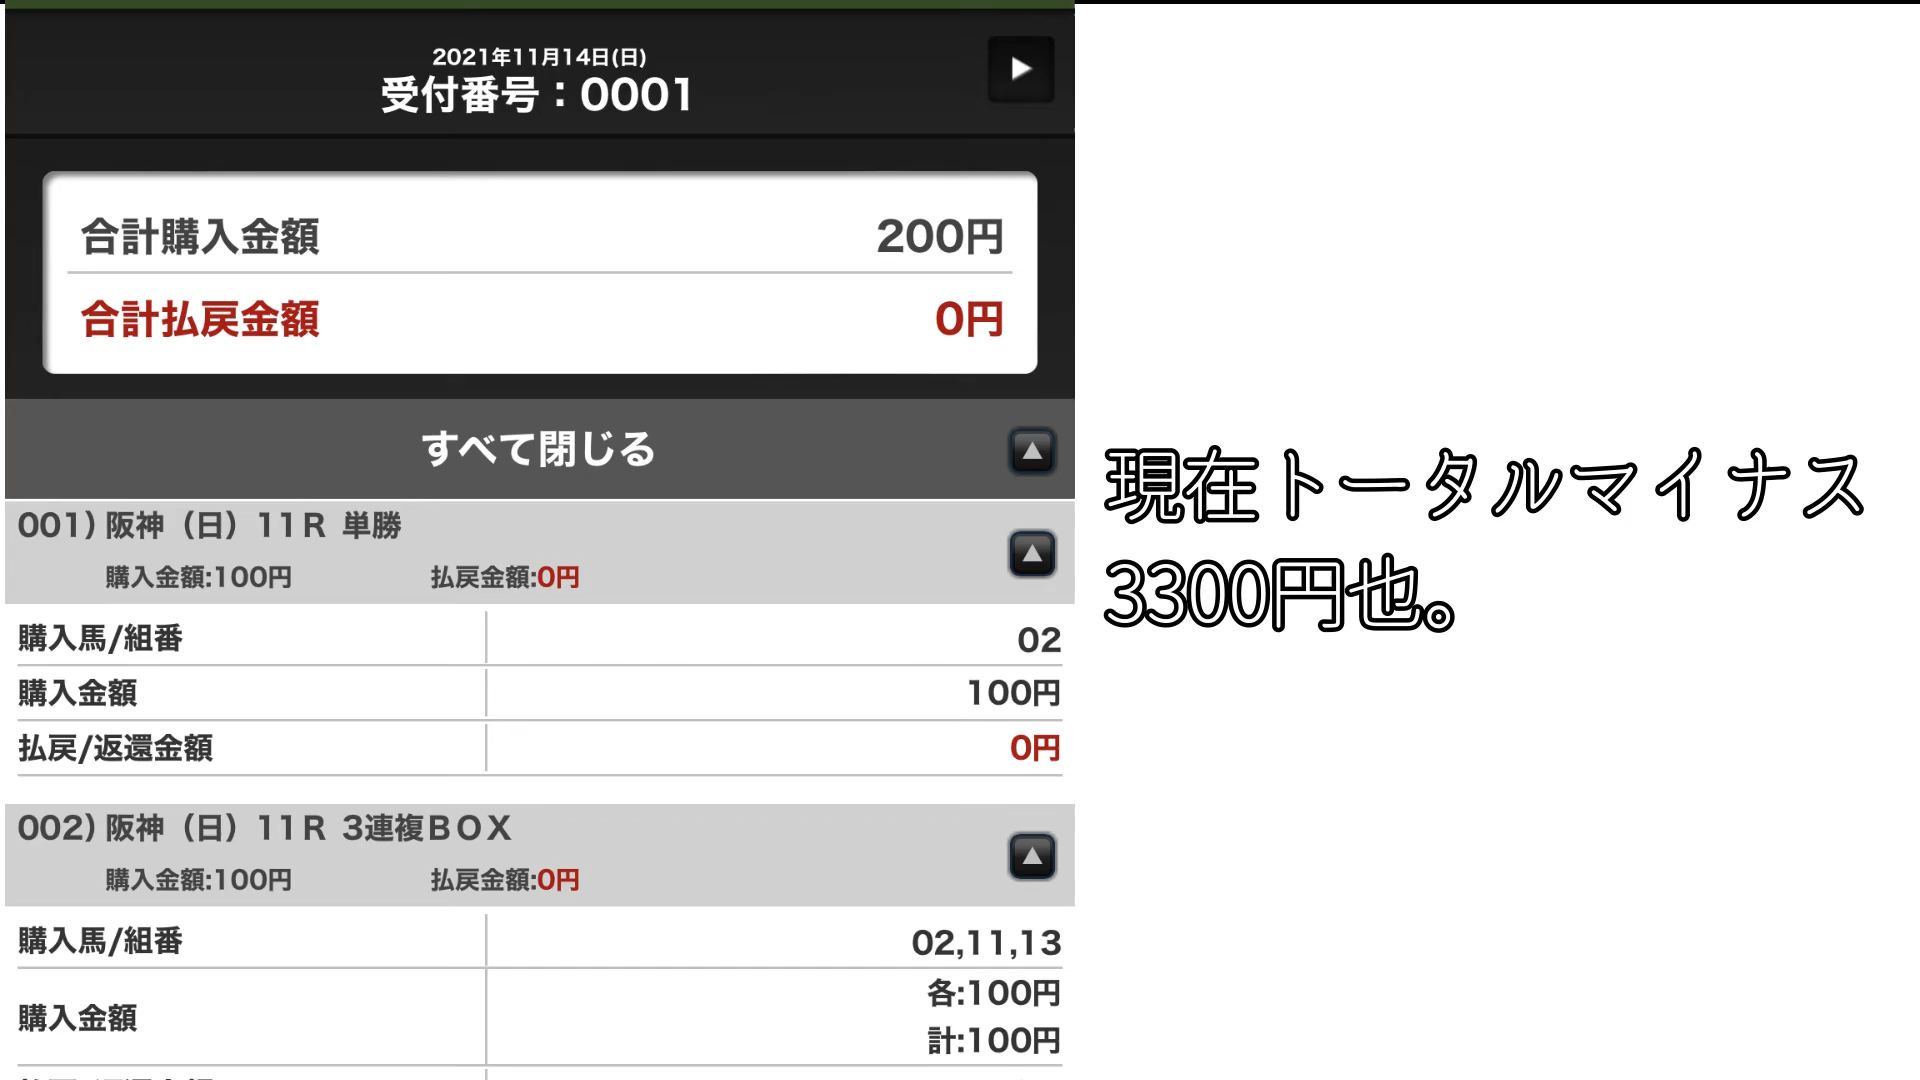 2021年11月14日(日)
受付番号：0001
合計購入金額 200円
合計払戻金額 0円
すべて閉じる
001) 阪神（日）11R 単勝
購入金額:100円 払戻金額:0円
購入馬/組番 02
購入金額 100円
払戻/返還金額 0円
002) 阪神（日）11R 3連複BOX
購入金額:100円 払戻金額:0円
購入馬/組番 02,11,13
購入金額 各:100円
計:100円
現在トータルマイナス
3300円也。